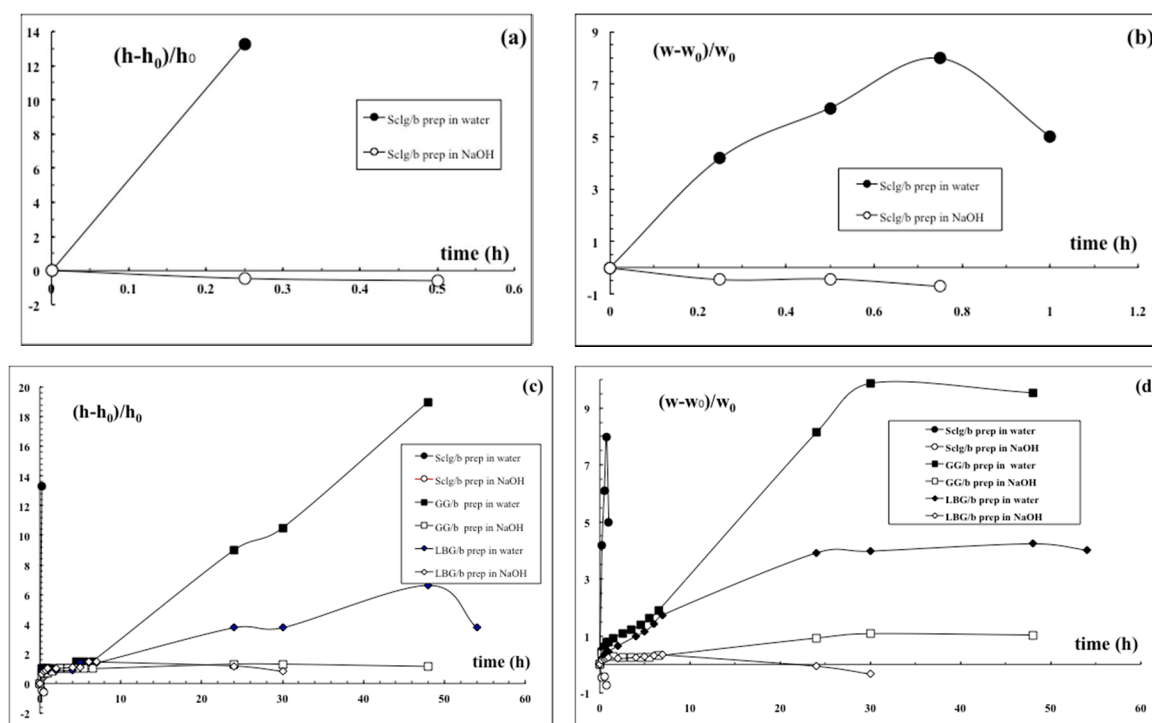 (a)
(h-h0)/h0
14
12
10
8
6
4
2
0
-2
Sclg/b prep in water
Sclg/b prep in NaOH
time (h)
0 0.1 0.2 0.3 0.4 0.5 0.6
(b)
(w-w0)/w0
9
7
5
3
1
-1
Sclg/b prep in water
Sclg/b prep in NaOH
time (h)
0 0.2 0.4 0.6 0.8 1 1.2
(c)
(h-h0)/h0
20
18
16
14
12
10
8
6
4
2
0
-2
Sclg/b prep in water
Sclg/b prep in NaOH
GG/b prep in water
GG/b prep in NaOH
LBG/b prep in water
LBG/b prep in NaOH
time (h)
0 10 20 30 40 50 60
(d)
(w-w0)/w0
9
7
5
3
1
-1
Sclg/b prep in water
Sclg/b prep in NaOH
GG/b prep in water
GG/b prep in NaOH
LBG/b prep in water
LBG/b prep in NaOH
time (h)
0 10 20 30 40 50 60